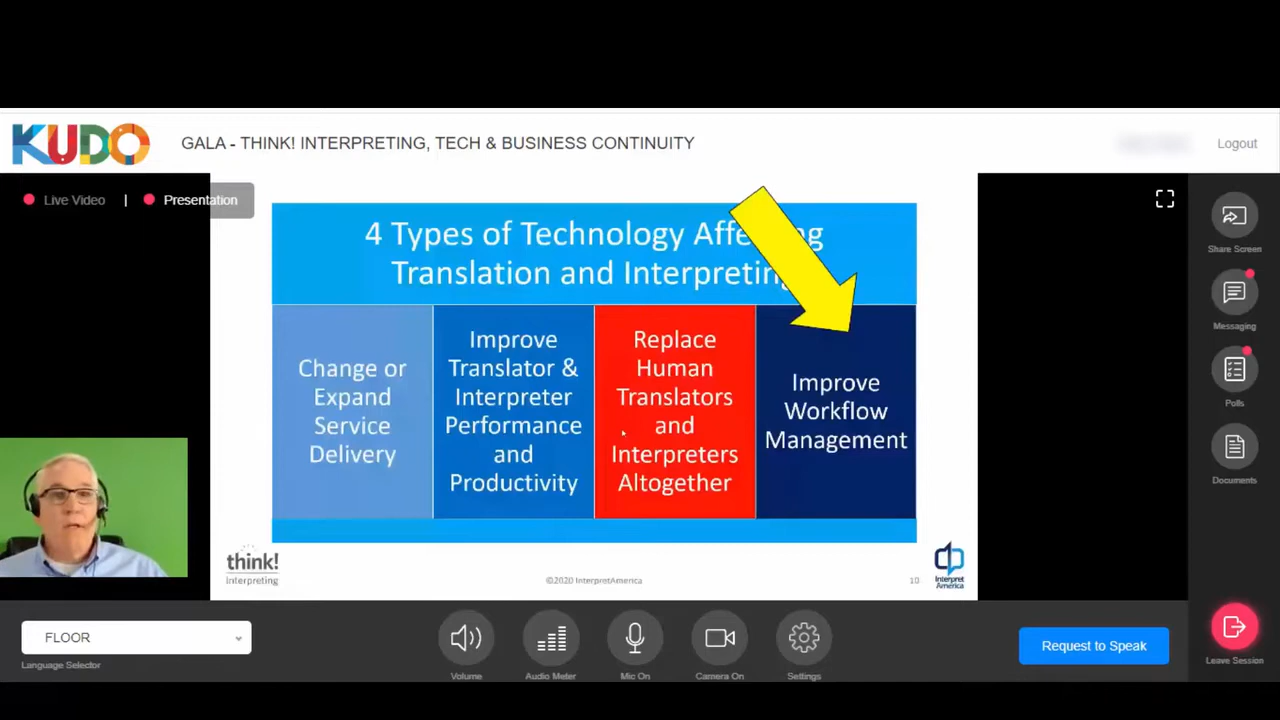 KUDO
GALA - THINK! INTERPRETING, TECH & BUSINESS CONTINUITY
Logout
Live Video | Presentation
Share Screen
Messaging
Polls
Documents
4 Types of Technology
Translation and Interpreting
Change or
Expand
Service
Delivery
Improve
Translator &
Interpreter
Performance
and
Productivity
Replace
Human
Translators
and
Interpreters
Altogether
Improve
Workflow
Management
think!
Interpreting
©2020 InterpretAmerica
10
Interpret
America
FLOOR
Language Selector
Volume
Audio Meter
Mic On
Camera On
Settings
Request to Speak
Leave Session